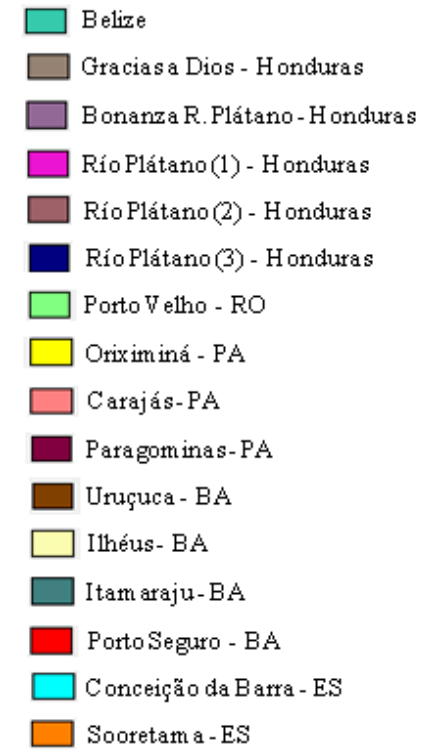 Belize
Gracias a Dios - Honduras
Bonanza R. Plátano - Honduras
Río Plátano (1) - Honduras
Río Plátano (2) - Honduras
Río Plátano (3) - Honduras
Porto Velho - RO
Oriximiná - PA
Carajás - PA
Paragominas - PA
Uruçuca - BA
Ilhéus - BA
Itamaraju - BA
Porto Seguro - BA
Conceição da Barra - ES
Sooretama - ES